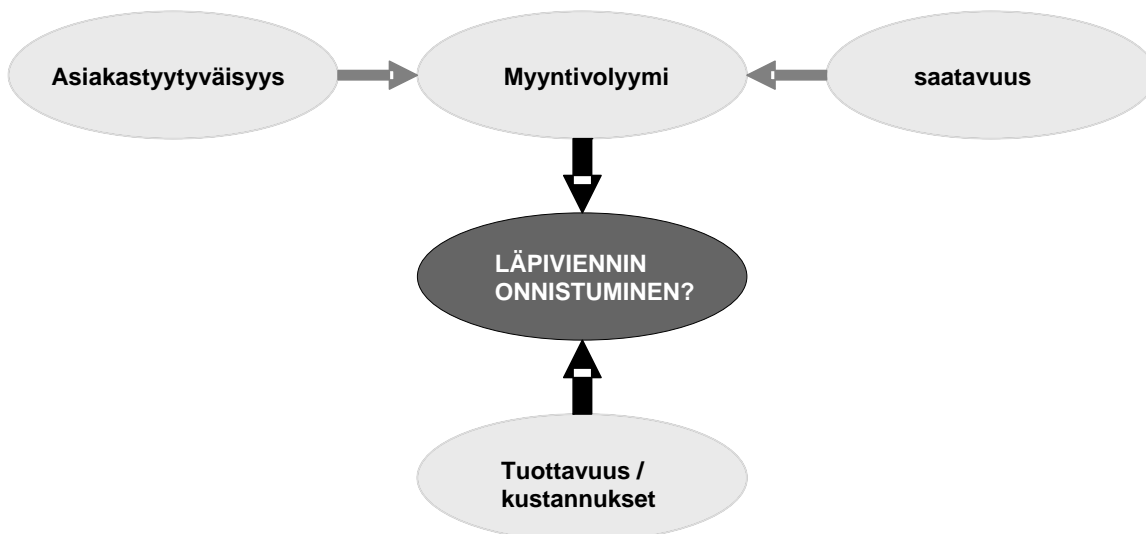 Asiakastyytyväisyys
Myyntivolyymi
saatavuus
LÄPIVIENNIN
ONNISTUMINEN?
Tuottavuus /
kustannukset